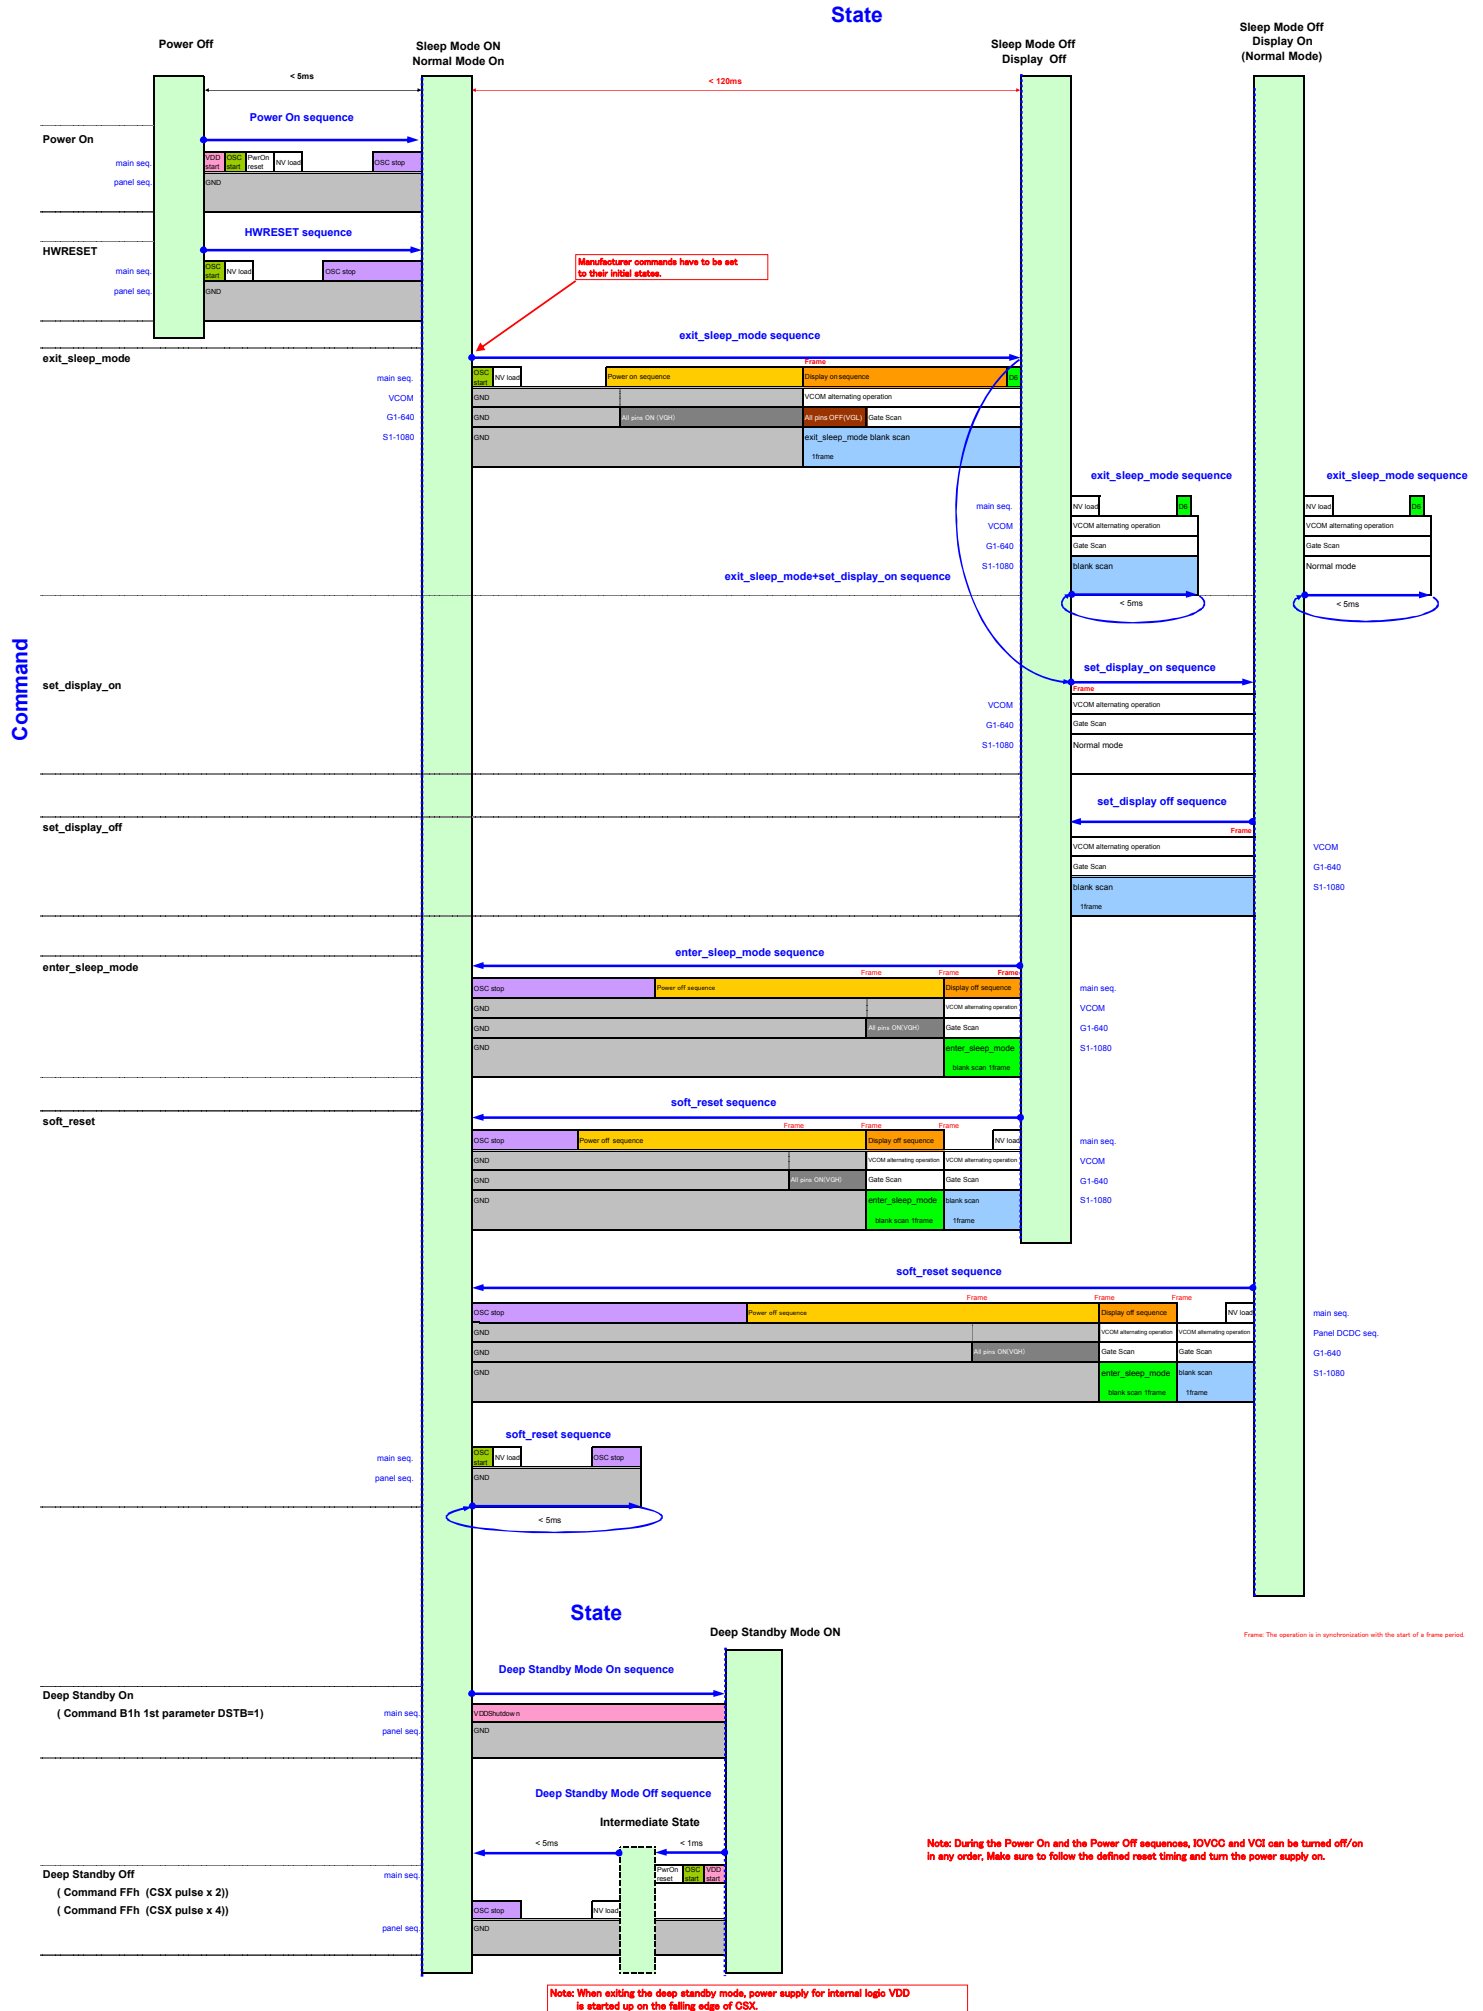 State
Power Off
Sleep Mode ON
Normal Mode On
Sleep Mode Off
Display Off
Sleep Mode Off
Display On
(Normal Mode)
< 5ms
< 120ms
Power On sequence
Power On
main seq.
VDD start
OSC start
PwrOn reset
NV load
OSC stop
panel seq.
GND
HWRESET sequence
HWRESET
main seq.
OSC start
NV load
OSC stop
panel seq.
GND
Manufacturer commands have to be set
to their initial states.
exit_sleep_mode sequence
exit_sleep_mode
Frame
main seq.
OSC start
NV load
Power on sequence
Display on sequence
D6
VCOM
GND
VCOM alternating operation
G1-640
GND
All pins ON (VGH)
All pins OFF(VGL)
Gate Scan
S1-1080
GND
exit_sleep_mode blank scan
1frame
exit_sleep_mode sequence
exit_sleep_mode sequence
main seq.
NV load
D6
NV load
D6
VCOM
VCOM alternating operation
VCOM alternating operation
G1-640
Gate Scan
Gate Scan
S1-1080
blank scan
Normal mode
exit_sleep_mode+set_display_on sequence
< 5ms
< 5ms
Command
set_display_on sequence
set_display_on
Frame
VCOM
VCOM alternating operation
G1-640
Gate Scan
S1-1080
Normal mode
set_display off sequence
set_display_off
Frame
VCOM alternating operation
VCOM
Gate Scan
G1-640
blank scan
S1-1080
1frame
enter_sleep_mode sequence
enter_sleep_mode
Frame
Frame
Frame
OSC stop
Power off sequence
Display off sequence
main seq.
GND
VCOM alternating operation
VCOM
GND
All pins ON(VGH)
Gate Scan
G1-640
GND
enter_sleep_mode
S1-1080
blank scan 1frame
soft_reset sequence
soft_reset
Frame
Frame
Frame
OSC stop
Power off sequence
Display off sequence
NV load
main seq.
GND
VCOM alternating operation
VCOM alternating operation
VCOM
GND
All pins ON(VGH)
Gate Scan
Gate Scan
G1-640
GND
enter_sleep_mode
blank scan
S1-1080
blank scan 1frame
1frame
soft_reset sequence
Frame
Frame
Frame
OSC stop
Power off sequence
Display off sequence
NV load
main seq.
GND
VCOM alternating operation
VCOM alternating operation
Panel DCDC seq.
GND
All pins ON(VGH)
Gate Scan
Gate Scan
G1-640
GND
enter_sleep_mode
blank scan
S1-1080
blank scan 1frame
1frame
soft_reset sequence
main seq.
OSC start
NV load
OSC stop
panel seq.
GND
< 5ms
State
Deep Standby Mode ON
Frame: The operation is in synchronization with the start of a frame period.
Deep Standby Mode On sequence
Deep Standby On
( Command B1h 1st parameter DSTB=1)
main seq.
VDDShutdown
panel seq.
GND
Deep Standby Mode Off sequence
Intermediate State
< 5ms
< 1ms
Note: During the Power On and the Power Off sequences, IOVCC and VCI can be turned off/on
in any order, Make sure to follow the defined reset timing and turn the power supply on.
Deep Standby Off
main seq.
PwrOn reset
OSC start
VDD start
( Command FFh (CSX pulse x 2))
( Command FFh (CSX pulse x 4))
OSC stop
NV load
panel seq.
GND
Note: When exiting the deep standby mode, power supply for internal logic VDD
is started up on the falling edge of CSX.